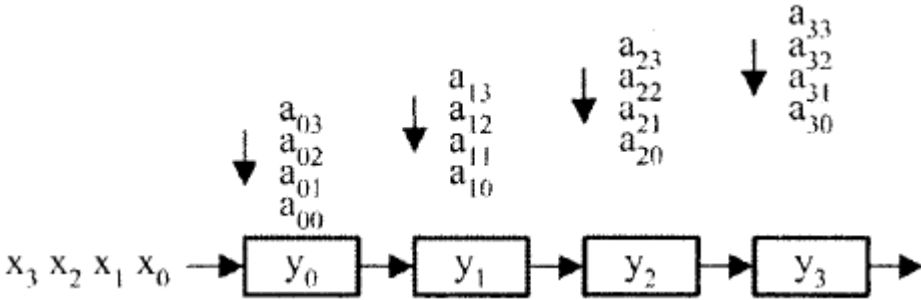 a₃₃
a₃₂
a₃₁
a₃₀
a₂₃
a₂₂
a₂₁
a₂₀
a₁₃
a₁₂
a₁₁
a₁₀
a₀₃
a₀₂
a₀₁
a₀₀
x₃ x₂ x₁ x₀ y₀ y₁ y₂ y₃